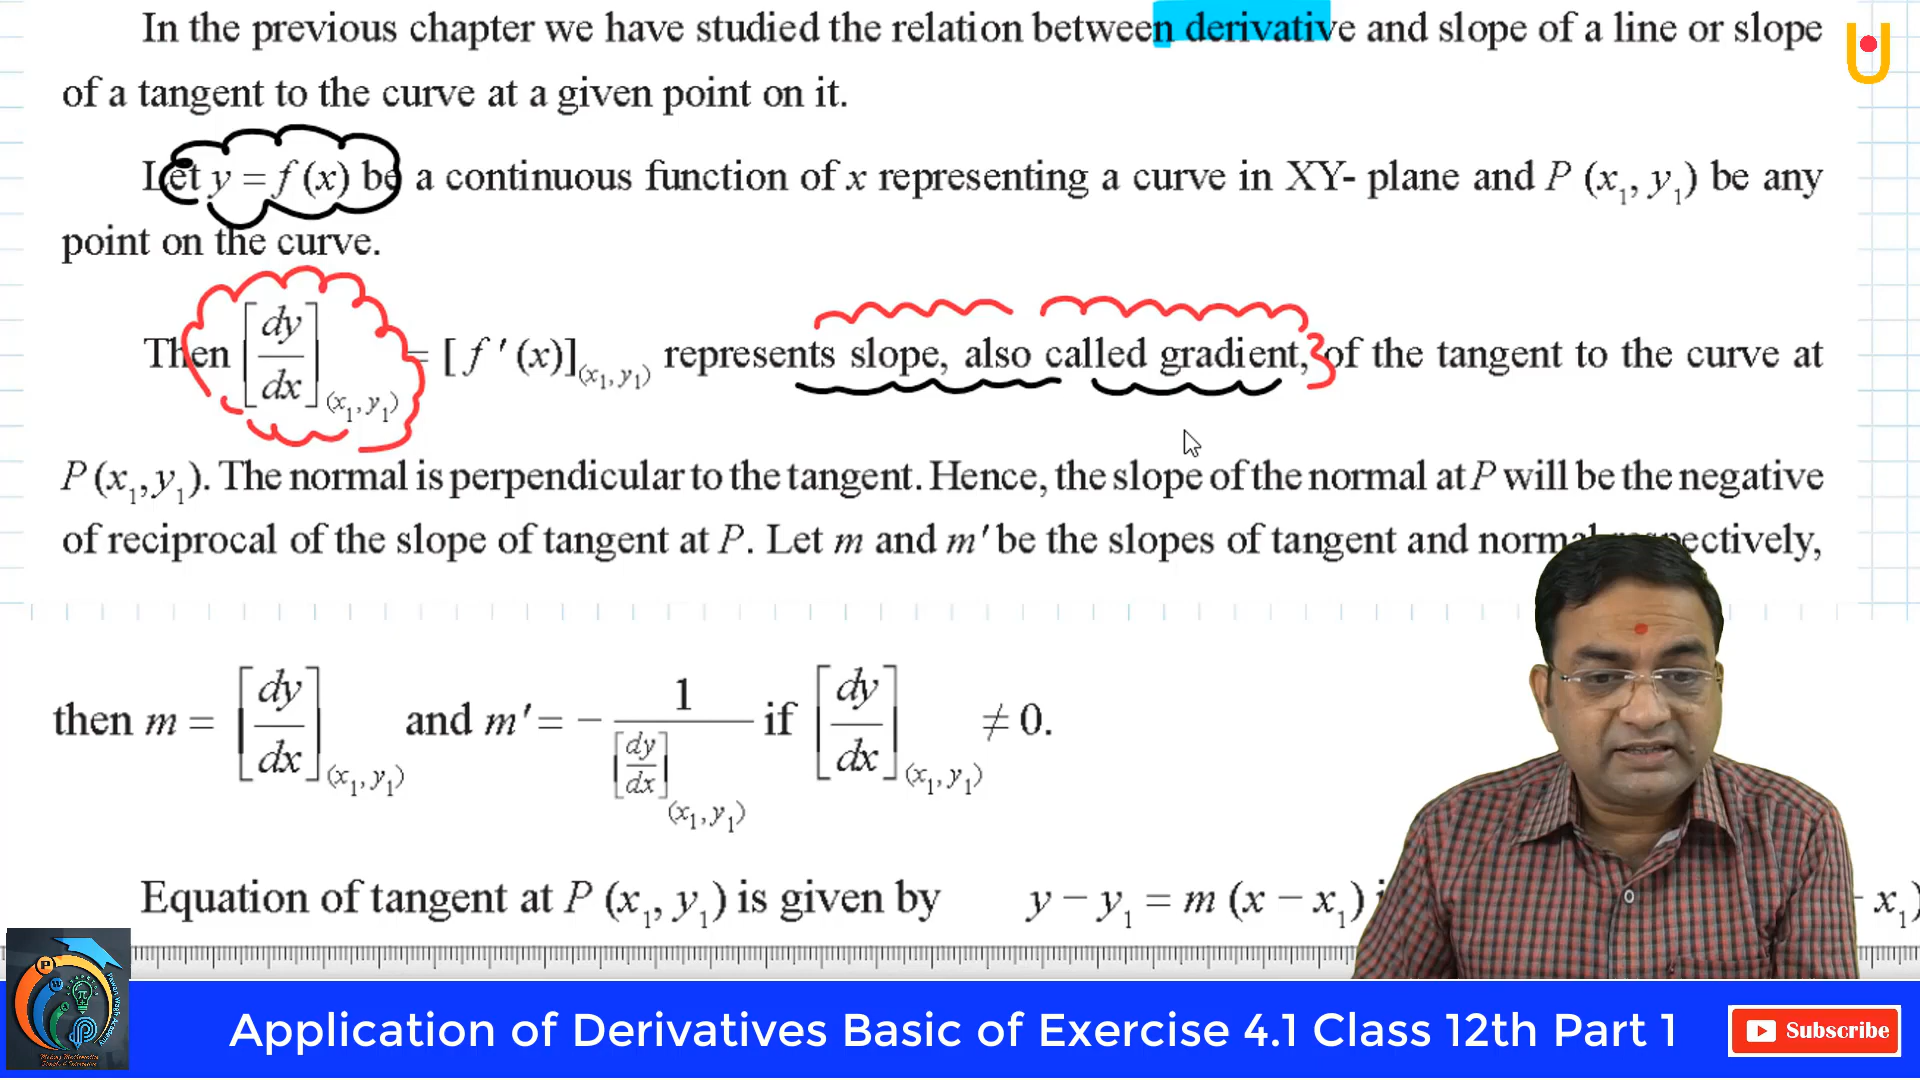 In the previous chapter we have studied the relation between derivative and slope of a line or slope
of a tangent to the curve at a given point on it.
Let y = f (x) be a continuous function of x representing a curve in XY- plane and P (x₁, y₁) be any
point on the curve.
Then [dy/dx](x₁, y₁) = [ f ′ (x)](x₁, y₁) represents slope, also called gradient, of the tangent to the curve at
P (x₁, y₁). The normal is perpendicular to the tangent. Hence, the slope of the normal at P will be the negative
of reciprocal of the slope of tangent at P. Let m and m′ be the slopes of tangent and normal respectively,
then m = [dy/dx](x₁, y₁) and m′ = − 1/[dy/dx](x₁, y₁) if [dy/dx](x₁, y₁) ≠ 0.
Equation of tangent at P (x₁, y₁) is given by y − y₁ = m (x − x₁) - x₁)
Application of Derivatives Basic of Exercise 4.1 Class 12th Part 1
Subscribe